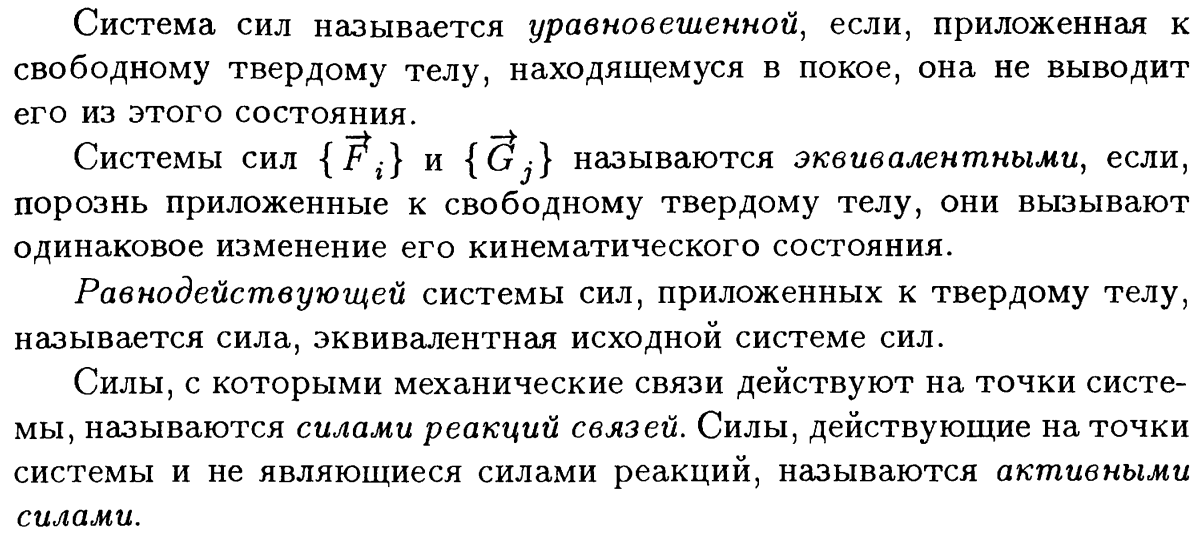 Система сил называется уравновешенной, если, приложенная к
свободному твердому телу, находящемуся в покое, она не выводит
его из этого состояния.
Системы сил {F⃗_i} и {G⃗_j} называются эквивалентными, если,
порознь приложенные к свободному твердому телу, они вызывают
одинаковое изменение его кинематического состояния.
Равнодействующей системы сил, приложенных к твердому телу,
называется сила, эквивалентная исходной системе сил.
Силы, с которыми механические связи действуют на точки систе-
мы, называются силами реакций связей. Силы, действующие на точки
системы и не являющиеся силами реакций, называются активными
силами.